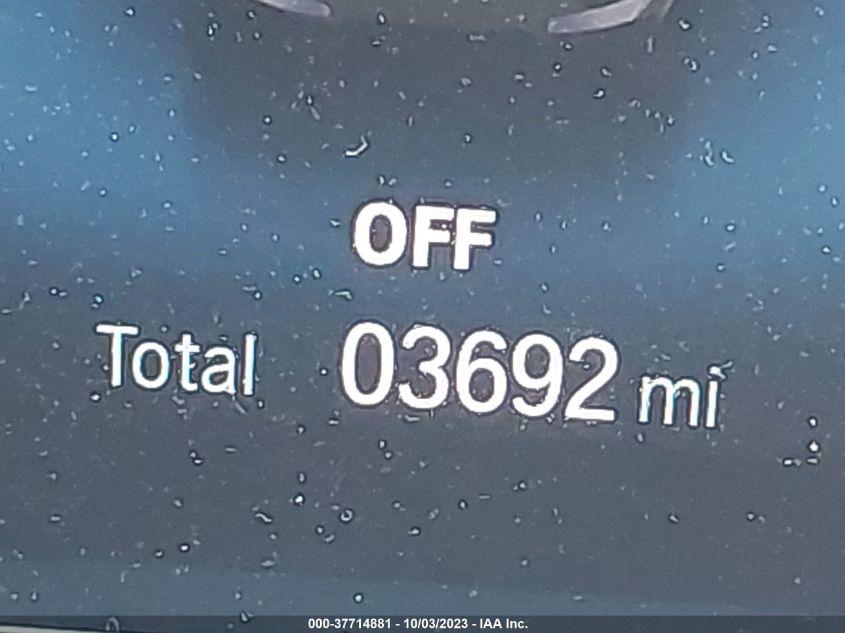 OFF
Total 03692 mi
000-37714881 - 10/03/2023 - IAA Inc.